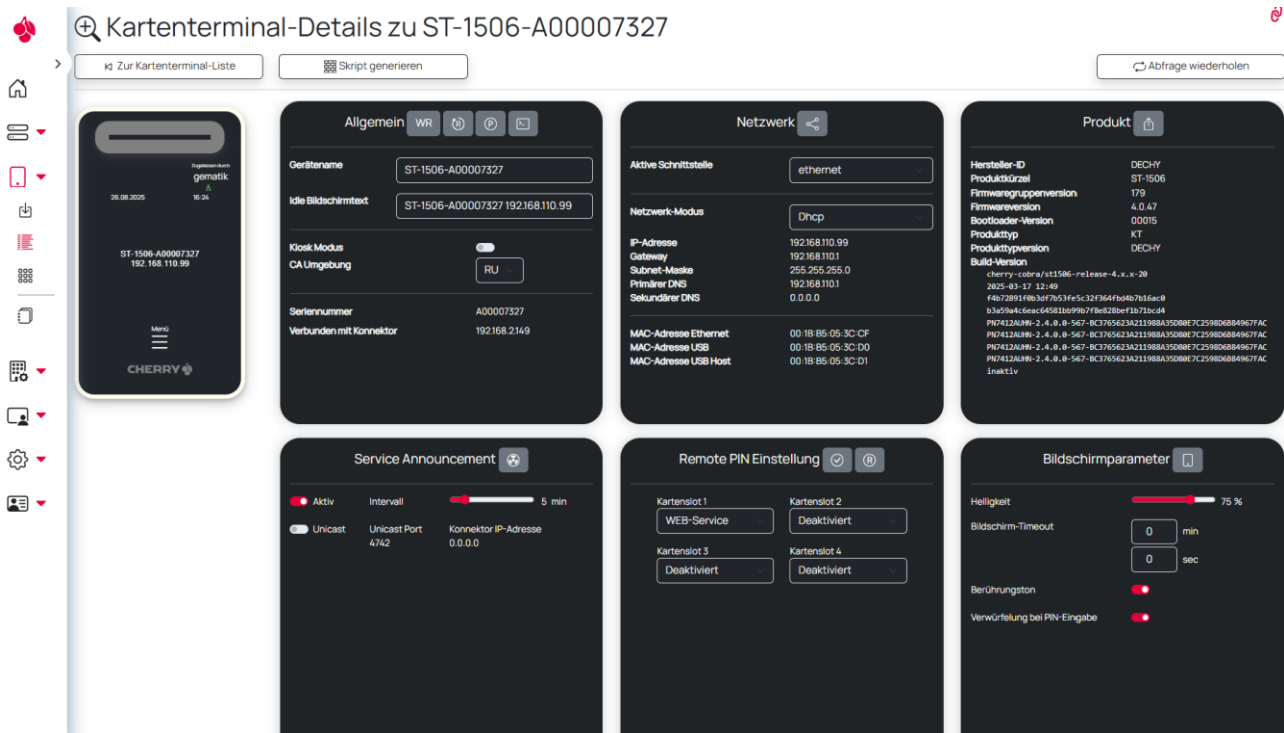 Kartenterminal-Details zu ST-1506-A00007327
Zur Kartenterminal-Liste
Skript generieren
Abfrage wiederholen
Zugelassen durch
gematik
26.08.2025 16:24
ST-1506-A00007327
192.168.110.99
Menü
CHERRY
Allgemein WR R P
Gerätename ST-1506-A00007327
Idle Bildschirmtext ST-1506-A00007327 192.168.110.99
Kiosk Modus
CA Umgebung RU
Seriennummer A00007327
Verbunden mit Konnektor 192.168.2.149
Netzwerk
Aktive Schnittstelle ethernet
Netzwerk-Modus Dhcp
IP-Adresse 192.168.110.99
Gateway 192.168.110.1
Subnet-Maske 255.255.255.0
Primärer DNS 192.168.110.1
Sekundärer DNS 0.0.0.0
MAC-Adresse Ethernet 00:1B:B5:05:3C:CF
MAC-Adresse USB 00:1B:B5:05:3C:D0
MAC-Adresse USB Host 00:1B:B5:05:3C:D1
Produkt
Hersteller-ID DECHY
Produktkürzel ST-1506
Firmwaregruppenversion 179
Firmwareversion 4.0.47
Bootloader-Version 00015
Produkttyp KT
Produkttypversion DECHY
Build-Version
cherry-cobra/st1506-release-4.x.x-20
2025-03-17 12:49
f4b72891f0b3df7b53fe5c32f364fbd4b7b16ac0
b3a59a4c6eac64581bb99b7f8e828bef1b71bcd4
PN7412AUHN-2.4.0.0-567-BC3765623A211988A35D80E7C2598D6884967FAC
PN7412AUHN-2.4.0.0-567-BC3765623A211988A35D80E7C2598D6884967FAC
PN7412AUHN-2.4.0.0-567-BC3765623A211988A35D80E7C2598D6884967FAC
PN7412AUHN-2.4.0.0-567-BC3765623A211988A35D80E7C2598D6884967FAC
inaktiv
Service Announcement
Aktiv Intervall 5 min
Unicast Unicast Port Konnektor IP-Adresse
4742 0.0.0.0
Remote PIN Einstellung R
Kartenslot 1 Kartenslot 2
WEB-Service Deaktiviert
Kartenslot 3 Kartenslot 4
Deaktiviert Deaktiviert
Bildschirmparameter
Helligkeit 75 %
Bildschirm-Timeout 0 min
0 sec
Berührungston
Verwürfelung bei PIN-Eingabe